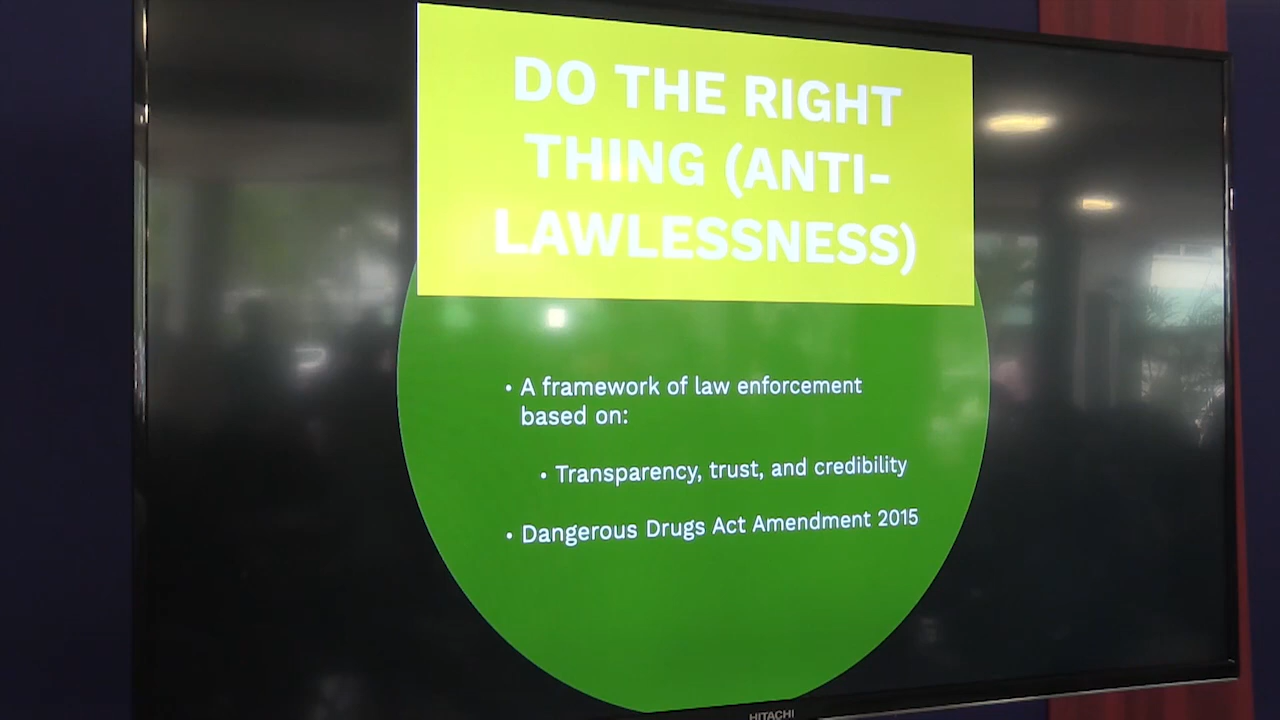 DO THE RIGHT
THING (ANTI-
LAWLESSNESS)
• A framework of law enforcement
based on:
• Transparency, trust, and credibility
• Dangerous Drugs Act Amendment 2015
HITACHI